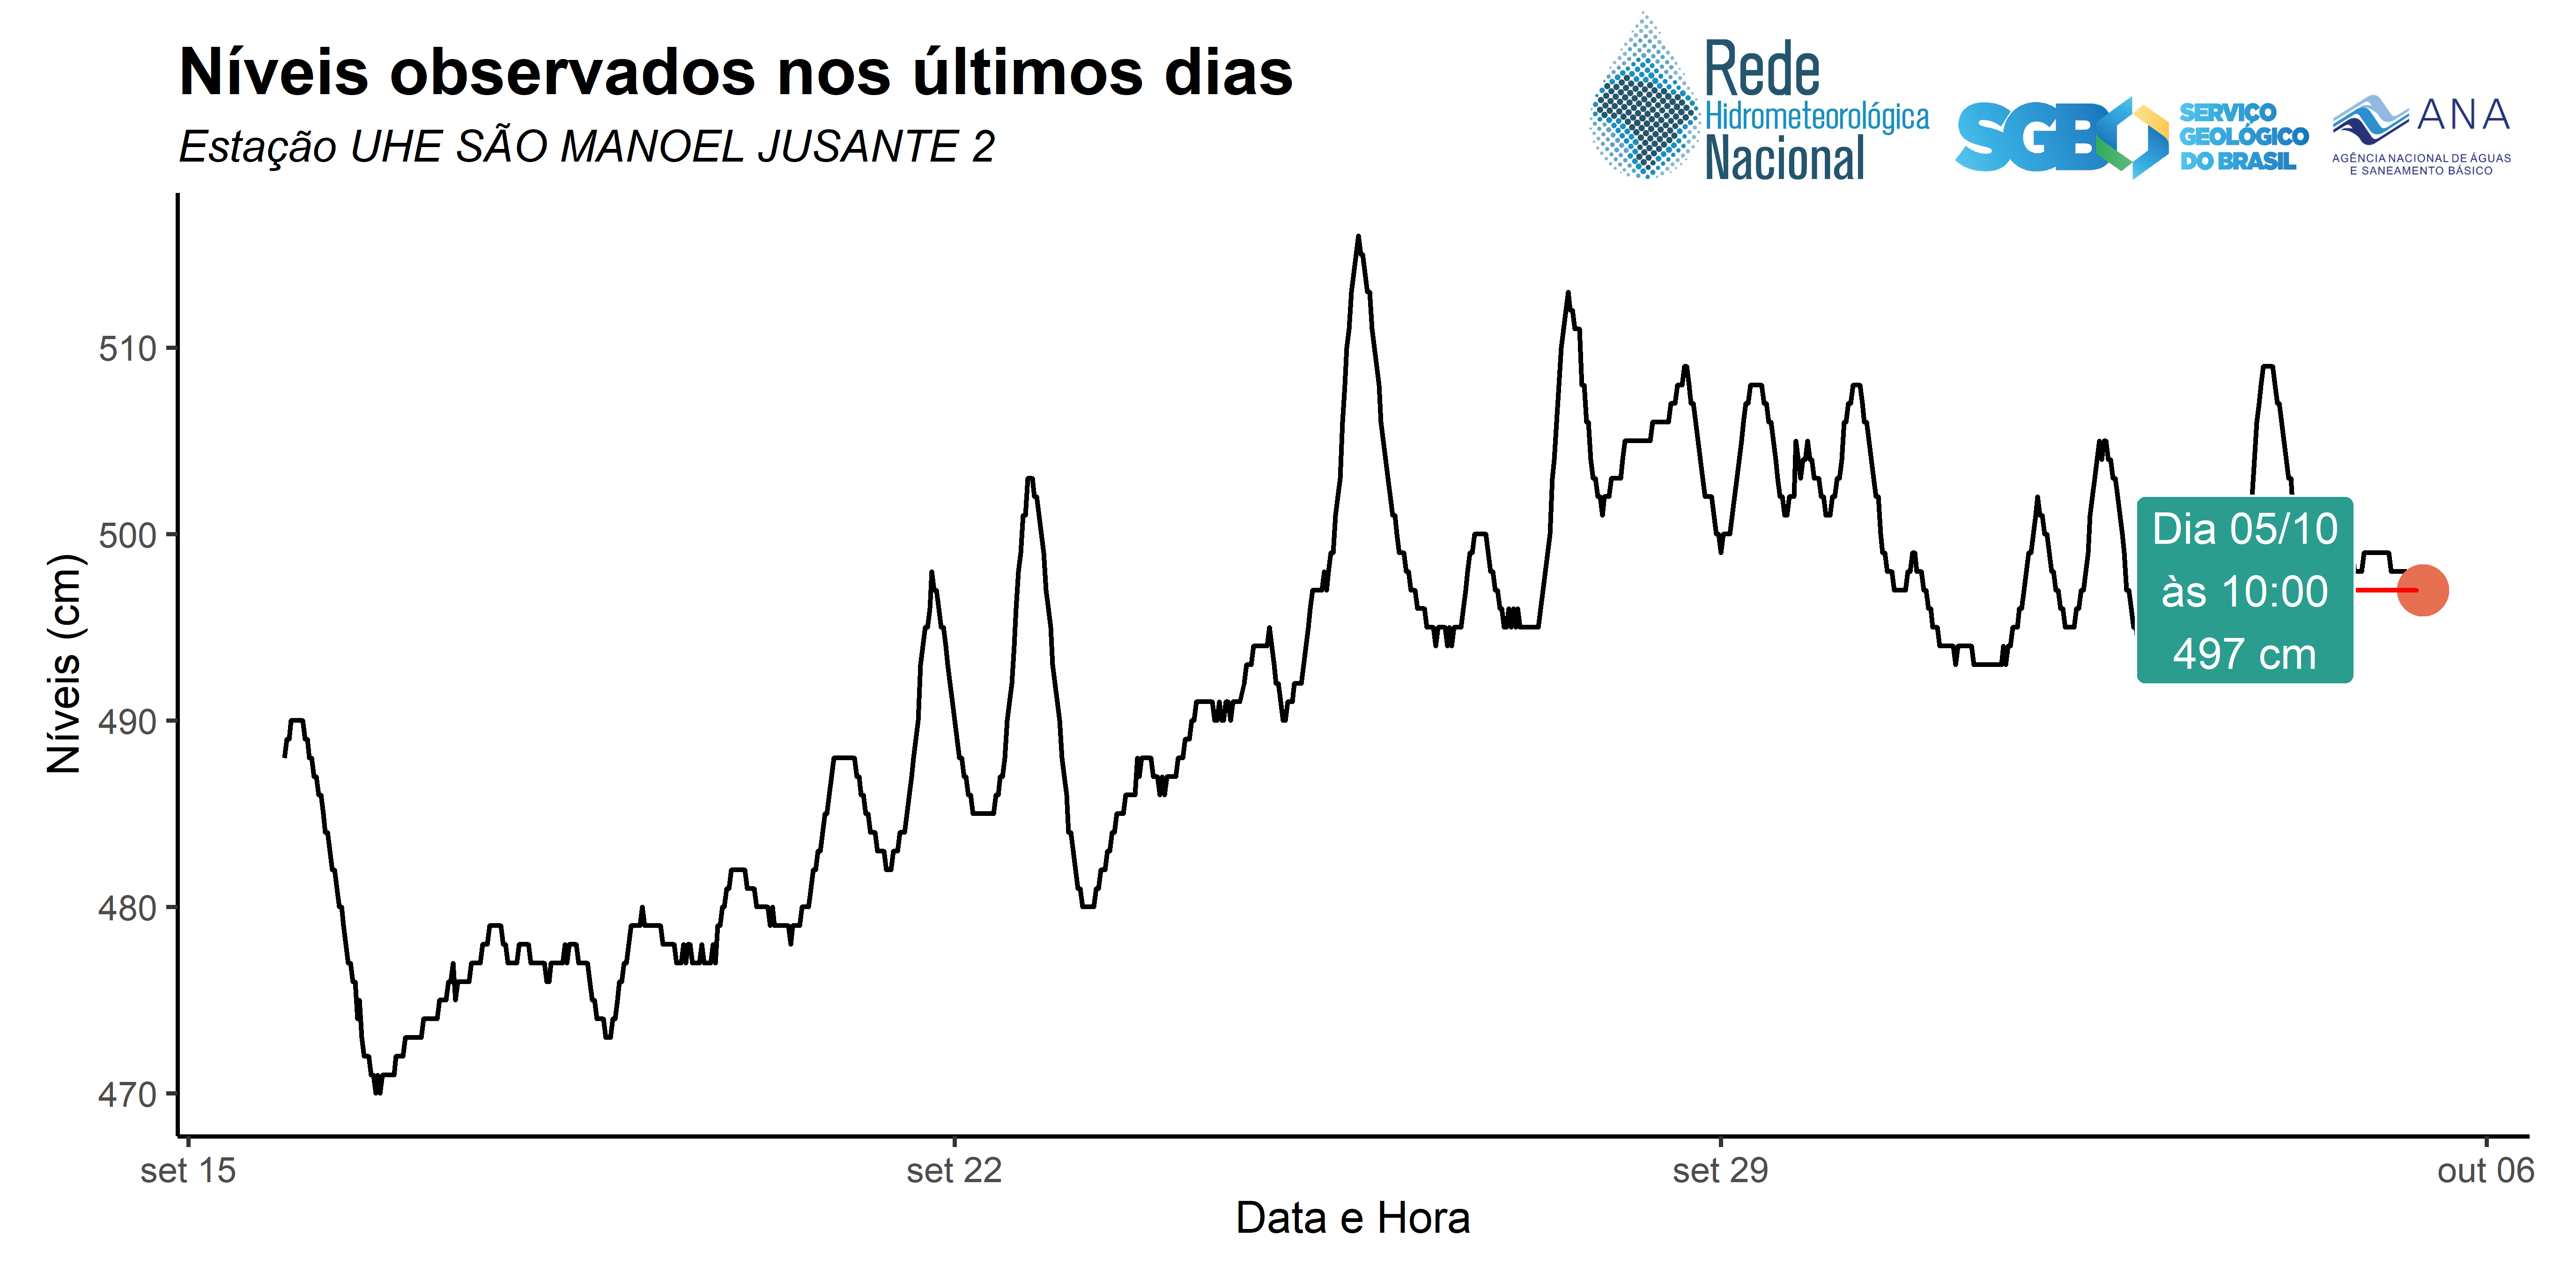 Níveis observados nos últimos dias
Estação UHE SÃO MANOEL JUSANTE 2
Rede
Hidrometeorológica
Nacional
SGB
SERVIÇO
GEOLÓGICO
DO BRASIL
ANA
AGÊNCIA NACIONAL DE ÁGUAS
E SANEAMENTO BÁSICO
Níveis (cm)
510
500
490
480
470
Dia 05/10
às 10:00
497 cm
set 15
set 22
set 29
out 06
Data e Hora